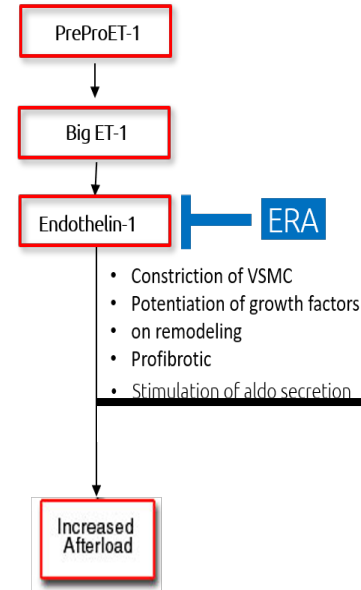 PreProET-1
Big ET-1
Endothelin-1
ERA
• Constriction of VSMC
• Potentiation of growth factors
• on remodeling
• Profibrotic
• Stimulation of aldo secretion
Increased
Afterload